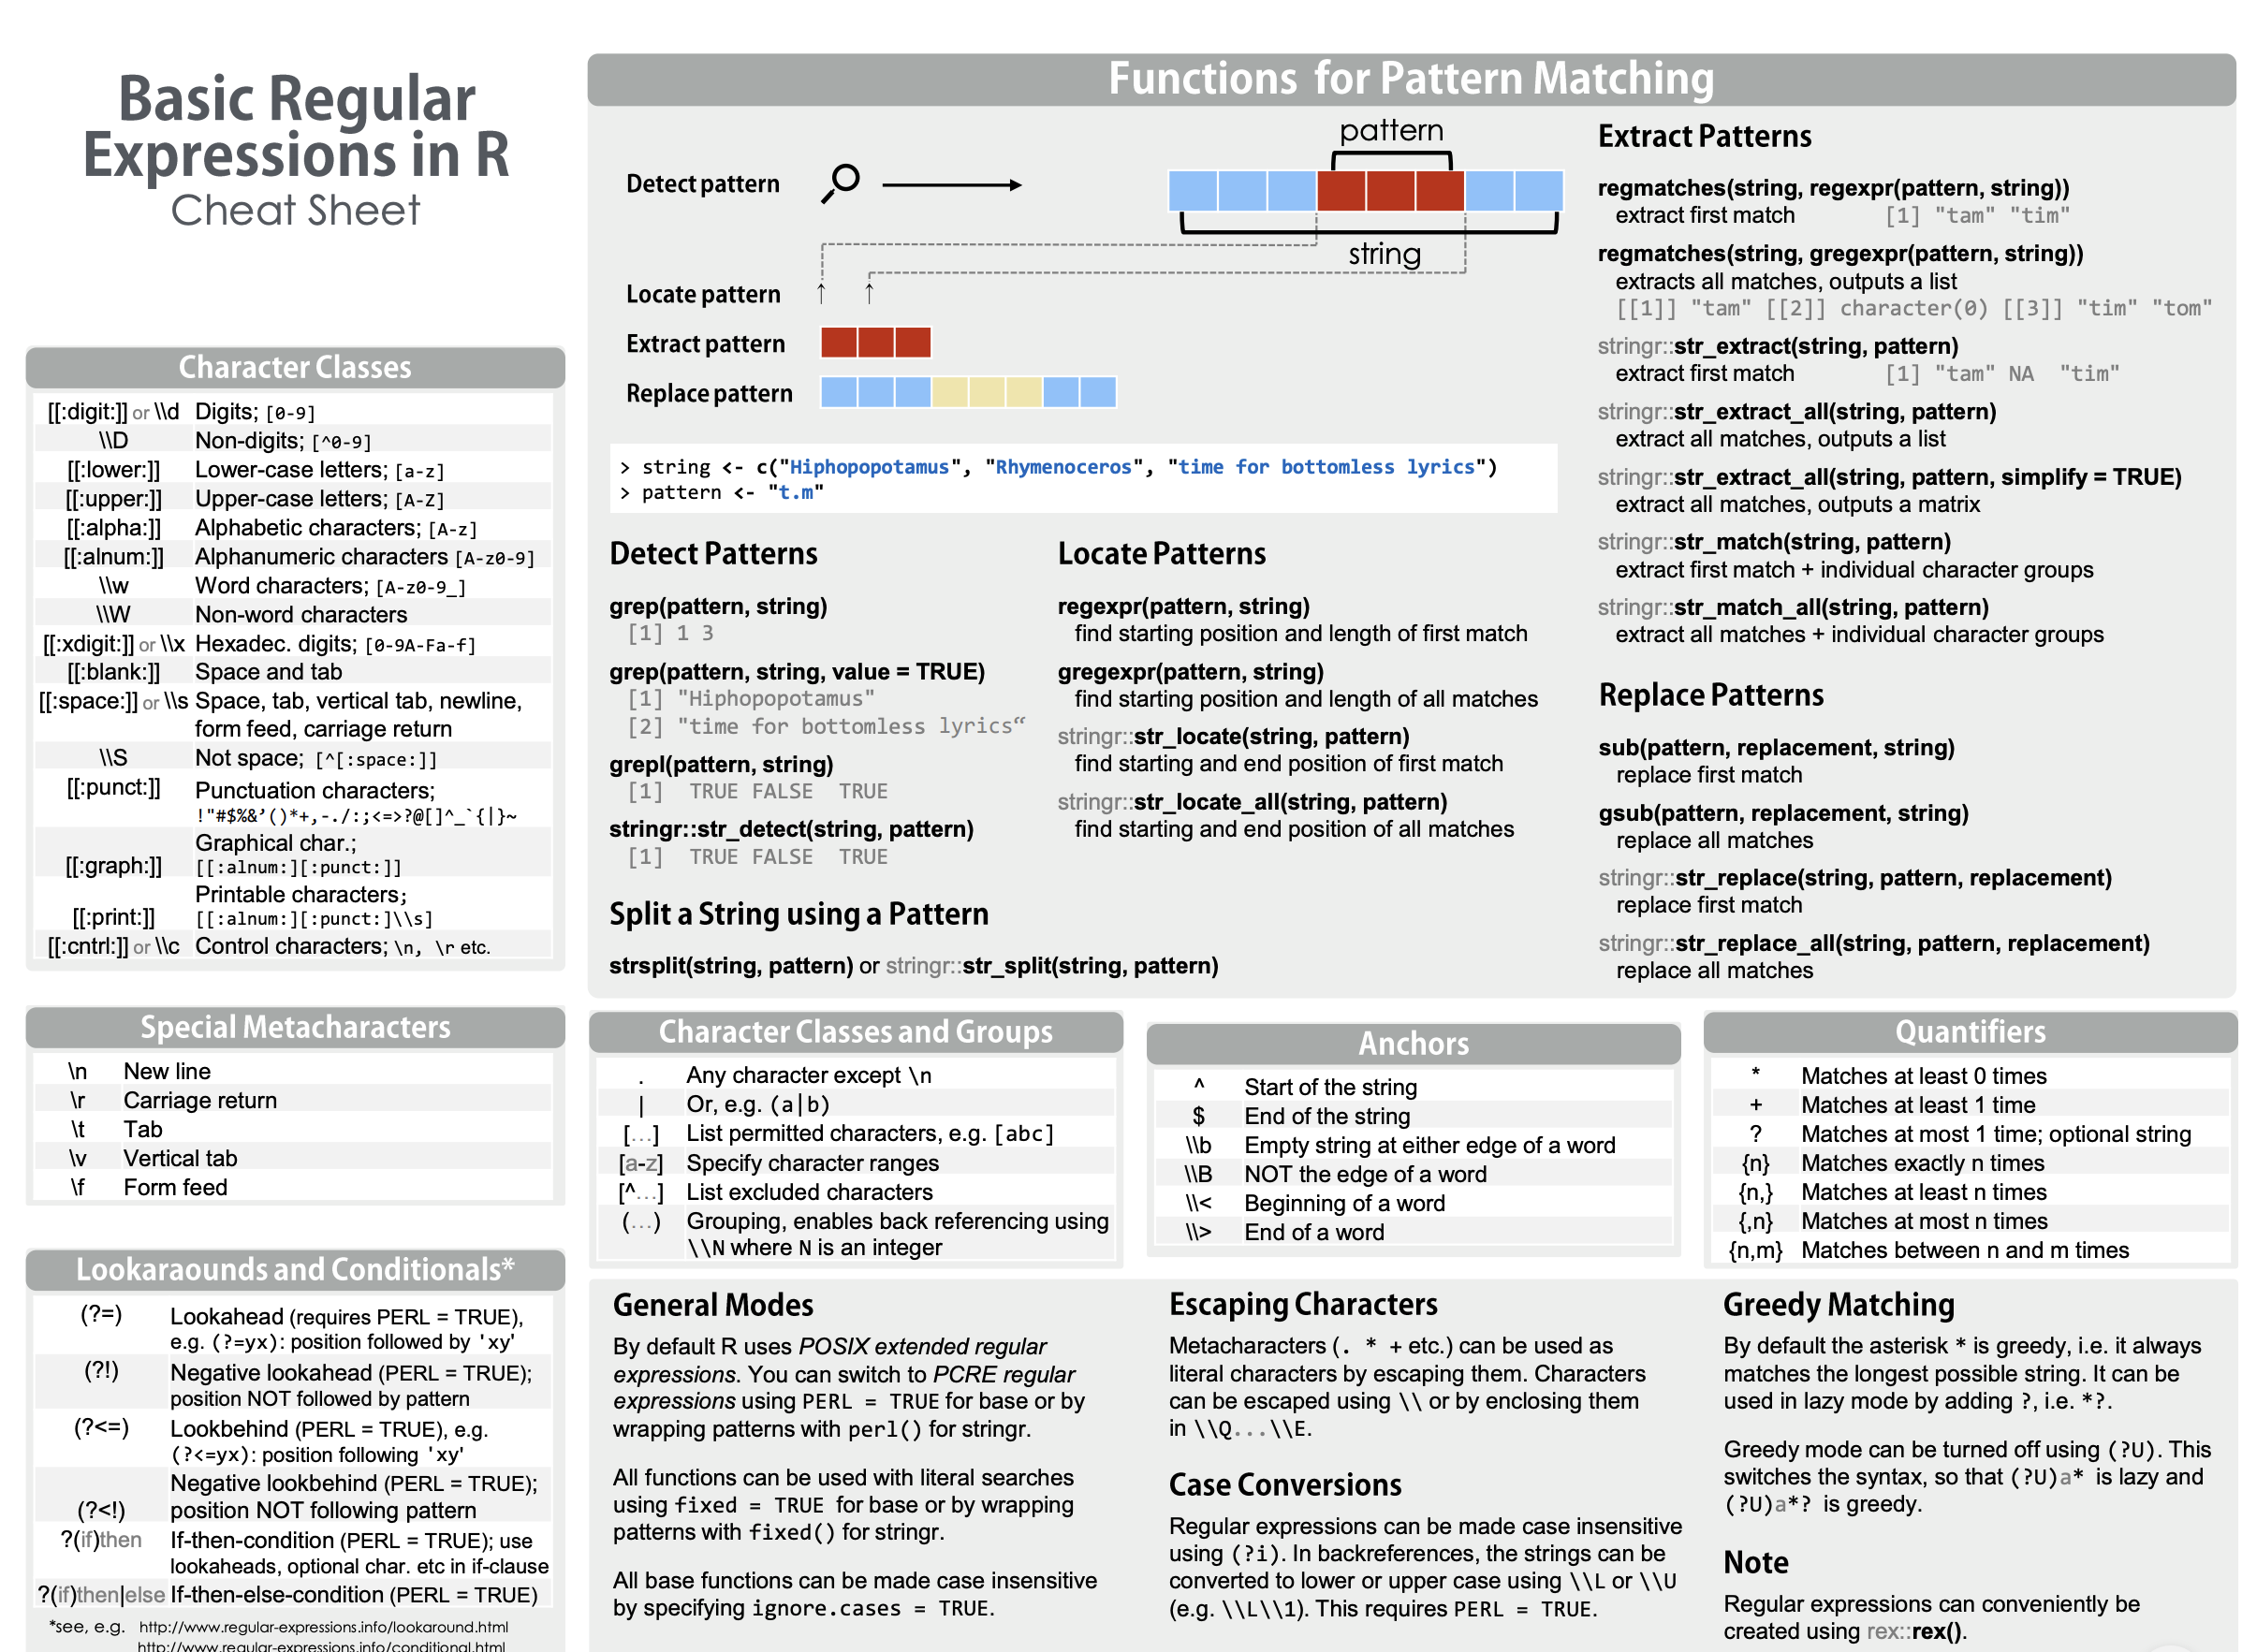 Basic Regular
Expressions in R
Cheat Sheet
Character Classes
[[:digit:]] or \\d Digits; [0-9]
\\D Non-digits; [^0-9]
[[:lower:]] Lower-case letters; [a-z]
[[:upper:]] Upper-case letters; [A-Z]
[[:alpha:]] Alphabetic characters; [A-z]
[[:alnum:]] Alphanumeric characters [A-z0-9]
\\w Word characters; [A-z0-9_]
\\W Non-word characters
[[:xdigit:]] or \\x Hexadec. digits; [0-9A-Fa-f]
[[:blank:]] Space and tab
[[:space:]] or \\s Space, tab, vertical tab, newline,
form feed, carriage return
\\S Not space; [^[:space:]]
[[:punct:]] Punctuation characters;
!"#$%&’()*+,-./:;<=>?@[]^_`{|}~
Graphical char.;
[[:graph:]] [[:alnum:][:punct:]]
Printable characters;
[[:print:]] [[:alnum:][:punct:]\\s]
[[:cntrl:]] or \\c Control characters; \n, \r etc.
Special Metacharacters
\n New line
\r Carriage return
\t Tab
\v Vertical tab
\f Form feed
Lookaraounds and Conditionals*
(?=) Lookahead (requires PERL = TRUE),
e.g. (?=yx): position followed by 'xy'
(?!) Negative lookahead (PERL = TRUE);
position NOT followed by pattern
(?<=) Lookbehind (PERL = TRUE), e.g.
(?<=yx): position following 'xy'
Negative lookbehind (PERL = TRUE);
(?<!) position NOT following pattern
?(if)then If-then-condition (PERL = TRUE); use
lookaheads, optional char. etc in if-clause
?(if)then|else If-then-else-condition (PERL = TRUE)
*see, e.g. http://www.regular-expressions.info/lookaround.html
http://www.regular-expressions.info/conditional.html
Functions for Pattern Matching
pattern
Detect pattern
string
Locate pattern
Extract pattern
Replace pattern
> string <- c("Hiphopopotamus", "Rhymenoceros", "time for bottomless lyrics")
> pattern <- "t.m"
Detect Patterns
grep(pattern, string)
[1] 1 3
grep(pattern, string, value = TRUE)
[1] "Hiphopopotamus"
[2] "time for bottomless lyrics“
grepl(pattern, string)
[1] TRUE FALSE TRUE
stringr::str_detect(string, pattern)
[1] TRUE FALSE TRUE
Split a String using a Pattern
strsplit(string, pattern) or stringr::str_split(string, pattern)
Locate Patterns
regexpr(pattern, string)
find starting position and length of first match
gregexpr(pattern, string)
find starting position and length of all matches
stringr::str_locate(string, pattern)
find starting and end position of first match
stringr::str_locate_all(string, pattern)
find starting and end position of all matches
Extract Patterns
regmatches(string, regexpr(pattern, string))
extract first match [1] "tam" "tim"
regmatches(string, gregexpr(pattern, string))
extracts all matches, outputs a list
[[1]] "tam" [[2]] character(0) [[3]] "tim" "tom"
stringr::str_extract(string, pattern)
extract first match [1] "tam" NA "tim"
stringr::str_extract_all(string, pattern)
extract all matches, outputs a list
stringr::str_extract_all(string, pattern, simplify = TRUE)
extract all matches, outputs a matrix
stringr::str_match(string, pattern)
extract first match + individual character groups
stringr::str_match_all(string, pattern)
extract all matches + individual character groups
Replace Patterns
sub(pattern, replacement, string)
replace first match
gsub(pattern, replacement, string)
replace all matches
stringr::str_replace(string, pattern, replacement)
replace first match
stringr::str_replace_all(string, pattern, replacement)
replace all matches
Character Classes and Groups
. Any character except \n
| Or, e.g. (a|b)
[...] List permitted characters, e.g. [abc]
[a-z] Specify character ranges
[^...] List excluded characters
(...) Grouping, enables back referencing using
\\N where N is an integer
Anchors
^ Start of the string
$ End of the string
\\b Empty string at either edge of a word
\\B NOT the edge of a word
\\< Beginning of a word
\\> End of a word
Quantifiers
* Matches at least 0 times
+ Matches at least 1 time
? Matches at most 1 time; optional string
{n} Matches exactly n times
{n,} Matches at least n times
{,n} Matches at most n times
{n,m} Matches between n and m times
General Modes
By default R uses POSIX extended regular
expressions. You can switch to PCRE regular
expressions using PERL = TRUE for base or by
wrapping patterns with perl() for stringr.
All functions can be used with literal searches
using fixed = TRUE for base or by wrapping
patterns with fixed() for stringr.
All base functions can be made case insensitive
by specifying ignore.cases = TRUE.
Escaping Characters
Metacharacters (. * + etc.) can be used as
literal characters by escaping them. Characters
can be escaped using \\ or by enclosing them
in \\Q...\\E.
Case Conversions
Regular expressions can be made case insensitive
using (?i). In backreferences, the strings can be
converted to lower or upper case using \\L or \\U
(e.g. \\L\\1). This requires PERL = TRUE.
Greedy Matching
By default the asterisk * is greedy, i.e. it always
matches the longest possible string. It can be
used in lazy mode by adding ?, i.e. *?.
Greedy mode can be turned off using (?U). This
switches the syntax, so that (?U)a* is lazy and
(?U)a*? is greedy.
Note
Regular expressions can conveniently be
created using rex::rex().